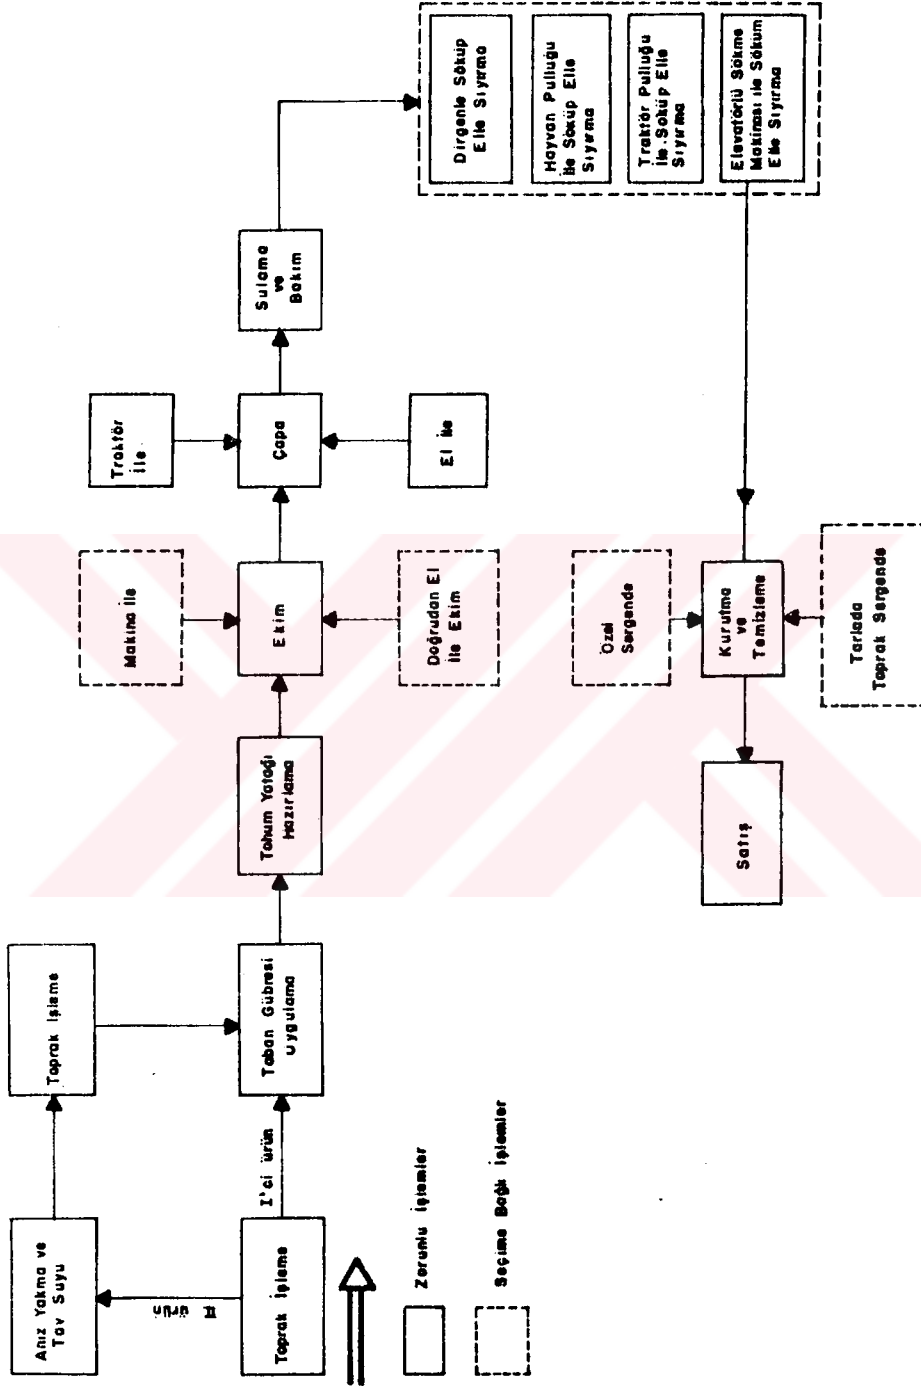 Anız Yakma ve
Tav Suyu
Toprak İşleme
II ürün
Toprak İşleme
I'ci ürün
Taban Gübresi
Uygulama
Tohum Yatağı
Hazırlama
Makina ile
Ekim
Doğrudan El
ile Ekim
Traktör
ile
Çapa
El ile
Sulama
ve
Bakım
Dirgenle Söküp
Elle Sıyırma
Hayvan Pulluğu
ile Söküp Elle
Sıyırma
Traktör Pulluğu
ile Söküp Elle
Sıyırma
Elevatörlü Sökme
Makinası ile Söküm
Elle Sıyırma
Özel
Sergende
Kurutma
ve
Temizleme
Tarlada
Toprak Sergende
Satış
Zorunlu İşlemler
Seçime Bağlı İşlemler